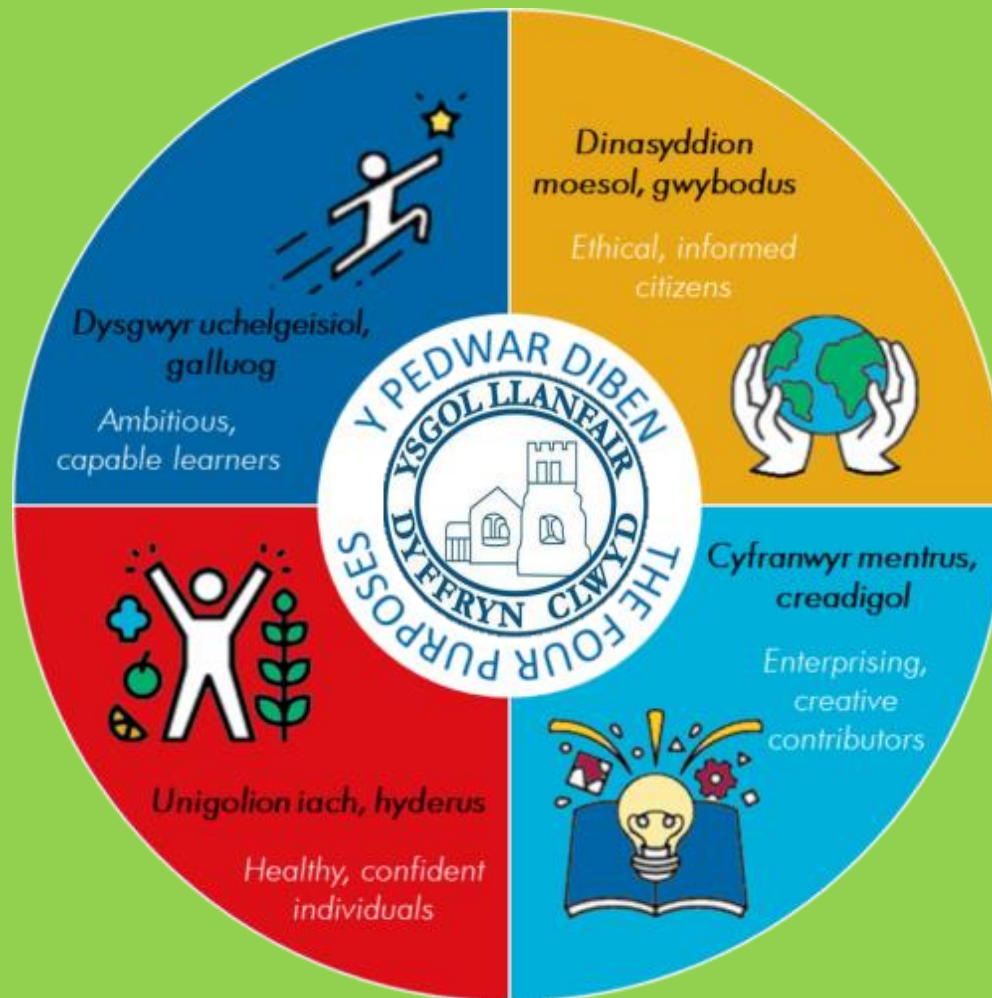 Dysgwyr uchelgeisiol,
galluog
Ambitious,
capable learners
Dinasyddion
moesol, gwybodus
Ethical, informed
citizens
Y PEDWAR DIBEN
THE FOUR PURPOSES
YSGOL LLANFAIR
DYFFRYN CLWYD
Unigolion iach, hyderus
Healthy, confident
individuals
Cyfranwyr mentrus,
creadigol
Enterprising,
creative
contributors